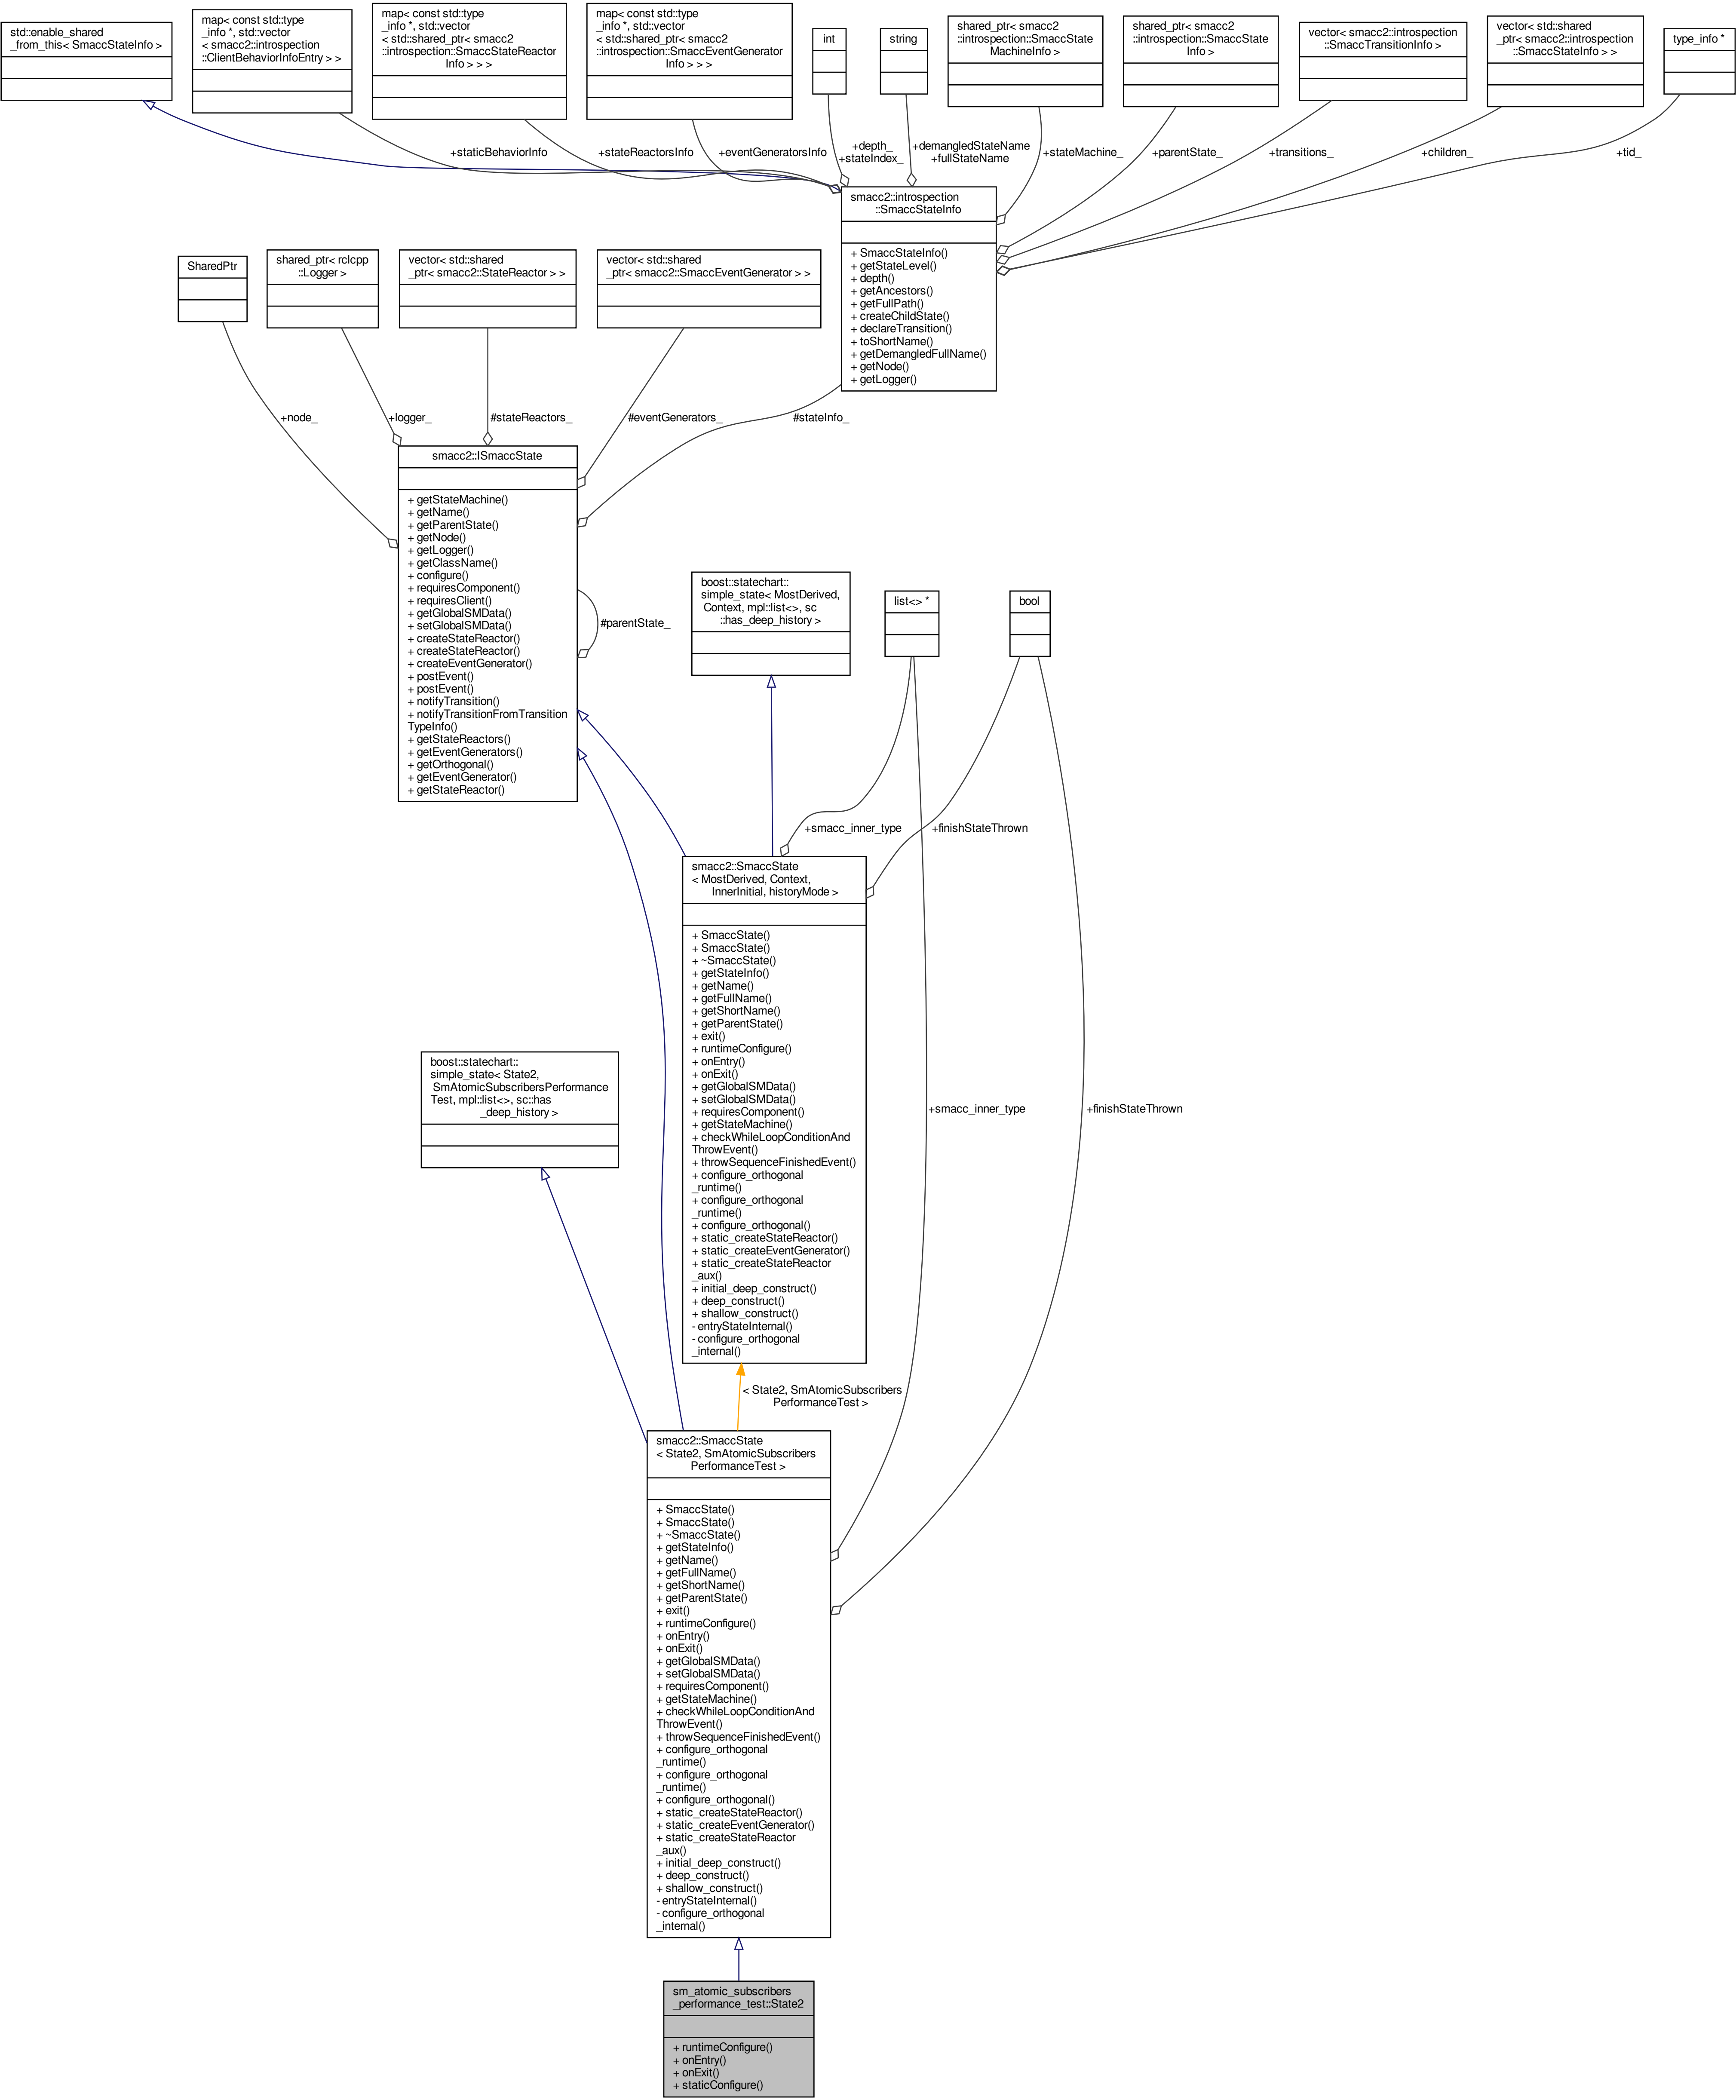 std::enable_shared
_from_this< SmaccStateInfo >
map< const std::type
_info *, std::vector
< smacc2::introspection
::ClientBehaviorInfoEntry > >
map< const std::type
_info *, std::vector
< std::shared_ptr< smacc2
::introspection::SmaccStateReactor
Info > > >
map< const std::type
_info *, std::vector
< std::shared_ptr< smacc2
::introspection::SmaccEventGenerator
Info > > >
int
string
shared_ptr< smacc2
::introspection::SmaccState
MachineInfo >
shared_ptr< smacc2
::introspection::SmaccState
Info >
vector< smacc2::introspection
::SmaccTransitionInfo >
vector< std::shared
_ptr< smacc2::introspection
::SmaccStateInfo > >
type_info *
+staticBehaviorInfo
+stateReactorsInfo
+eventGeneratorsInfo
+depth_
+stateIndex_
+demangledStateName
+fullStateName
+stateMachine_
+parentState_
+transitions_
+children_
+tid_
smacc2::introspection
::SmaccStateInfo
+ SmaccStateInfo()
+ getStateLevel()
+ depth()
+ getAncestors()
+ getFullPath()
+ createChildState()
+ declareTransition()
+ toShortName()
+ getDemangledFullName()
+ getNode()
+ getLogger()
SharedPtr
shared_ptr< rclcpp
::Logger >
vector< std::shared
_ptr< smacc2::StateReactor > >
vector< std::shared
_ptr< smacc2::SmaccEventGenerator > >
+node_
+logger_
#stateReactors_
#eventGenerators_
#stateInfo_
smacc2::ISmaccState
+ getStateMachine()
+ getName()
+ getParentState()
+ getNode()
+ getLogger()
+ getClassName()
+ configure()
+ requiresComponent()
+ requiresClient()
+ getGlobalSMData()
+ setGlobalSMData()
+ createStateReactor()
+ createStateReactor()
+ createEventGenerator()
+ postEvent()
+ postEvent()
+ notifyTransition()
+ notifyTransitionFromTransition
TypeInfo()
+ getStateReactors()
+ getEventGenerators()
+ getOrthogonal()
+ getEventGenerator()
+ getStateReactor()
#parentState_
boost::statechart::
simple_state< MostDerived,
Context, mpl::list<>, sc
::has_deep_history >
list<> *
bool
+smacc_inner_type
+finishStateThrown
smacc2::SmaccState
< MostDerived, Context,
InnerInitial, historyMode >
+ SmaccState()
+ SmaccState()
+ ~SmaccState()
+ getStateInfo()
+ getName()
+ getFullName()
+ getShortName()
+ getParentState()
+ exit()
+ runtimeConfigure()
+ onEntry()
+ onExit()
+ getGlobalSMData()
+ setGlobalSMData()
+ requiresComponent()
+ getStateMachine()
+ checkWhileLoopConditionAnd
ThrowEvent()
+ throwSequenceFinishedEvent()
+ configure_orthogonal
_runtime()
+ configure_orthogonal
_runtime()
+ configure_orthogonal()
+ static_createStateReactor()
+ static_createEventGenerator()
+ static_createStateReactor
_aux()
+ initial_deep_construct()
+ deep_construct()
+ shallow_construct()
- entryStateInternal()
- configure_orthogonal
_internal()
boost::statechart::
simple_state< State2,
SmAtomicSubscribersPerformance
Test, mpl::list<>, sc::has
_deep_history >
+smacc_inner_type
+finishStateThrown
< State2, SmAtomicSubscribers
PerformanceTest >
smacc2::SmaccState
< State2, SmAtomicSubscribers
PerformanceTest >
+ SmaccState()
+ SmaccState()
+ ~SmaccState()
+ getStateInfo()
+ getName()
+ getFullName()
+ getShortName()
+ getParentState()
+ exit()
+ runtimeConfigure()
+ onEntry()
+ onExit()
+ getGlobalSMData()
+ setGlobalSMData()
+ requiresComponent()
+ getStateMachine()
+ checkWhileLoopConditionAnd
ThrowEvent()
+ throwSequenceFinishedEvent()
+ configure_orthogonal
_runtime()
+ configure_orthogonal
_runtime()
+ configure_orthogonal()
+ static_createStateReactor()
+ static_createEventGenerator()
+ static_createStateReactor
_aux()
+ initial_deep_construct()
+ deep_construct()
+ shallow_construct()
- entryStateInternal()
- configure_orthogonal
_internal()
sm_atomic_subscribers
_performance_test::State2
+ runtimeConfigure()
+ onEntry()
+ onExit()
+ staticConfigure()